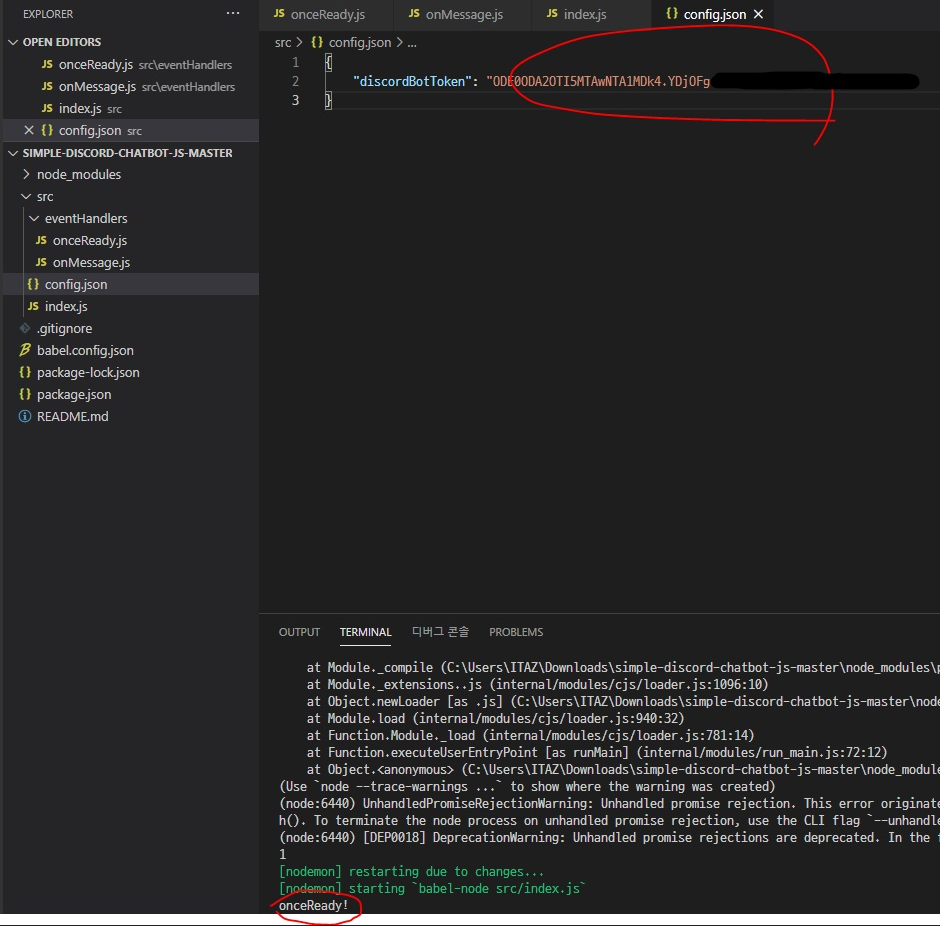 EXPLORER
OPEN EDITORS
JS onceReady.js src\eventHandlers
JS onMessage.js src\eventHandlers
JS index.js src
{} config.json src
SIMPLE-DISCORD-CHATBOT-JS-MASTER
node_modules
src
eventHandlers
JS onceReady.js
JS onMessage.js
{} config.json
JS index.js
.gitignore
babel.config.json
{} package-lock.json
{} package.json
README.md
JS onceReady.js JS onMessage.js JS index.js {} config.json
src > {} config.json > ...
1 {
2 "discordBotToken": "ODE0ODA2OTI5MTAwNTA1MDk4.YDjOFg
3 }
OUTPUT TERMINAL 디버그 콘솔 PROBLEMS
at Module._compile (C:\Users\ITAZ\Downloads\simple-discord-chatbot-js-master\node_modules\p
at Module._extensions..js (internal/modules/cjs/loader.js:1096:10)
at Object.newLoader [as .js] (C:\Users\ITAZ\Downloads\simple-discord-chatbot-js-master\node
at Module.load (internal/modules/cjs/loader.js:940:32)
at Function.Module._load (internal/modules/cjs/loader.js:781:14)
at Function.executeUserEntryPoint [as runMain] (internal/modules/run_main.js:72:12)
at Object.<anonymous> (C:\Users\ITAZ\Downloads\simple-discord-chatbot-js-master\node_module
(Use `node --trace-warnings ...` to show where the warning was created)
(node:6440) UnhandledPromiseRejectionWarning: Unhandled promise rejection. This error originate
h(). To terminate the node process on unhandled promise rejection, use the CLI flag `--unhandle
(node:6440) [DEP0018] DeprecationWarning: Unhandled promise rejections are deprecated. In the f
1
[nodemon] restarting due to changes...
[nodemon] starting `babel-node src/index.js`
onceReady!